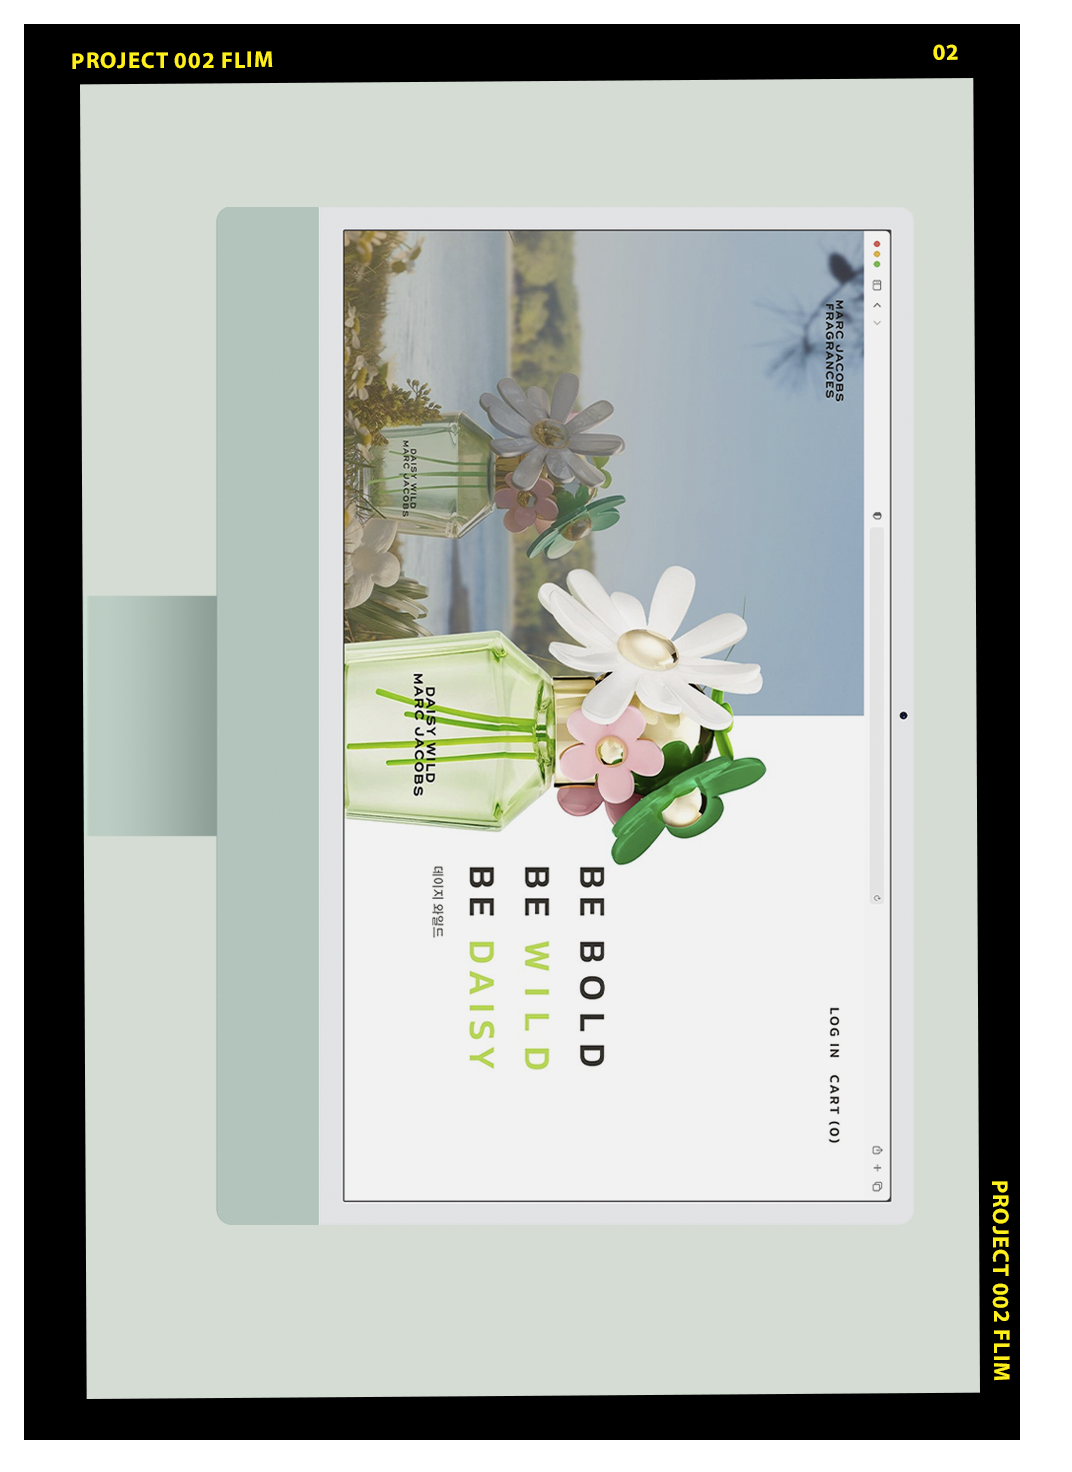 PROJECT 002 FLIM
02
MARC JACOBS
FRAGRANCES
LOG IN CART (0)
DAISY WILD
MARC JACOBS
DAISY WILD
MARC JACOBS
BE BOLD
BE WILD
BE DAISY
데이지 와일드
PROJECT 002 FLIM